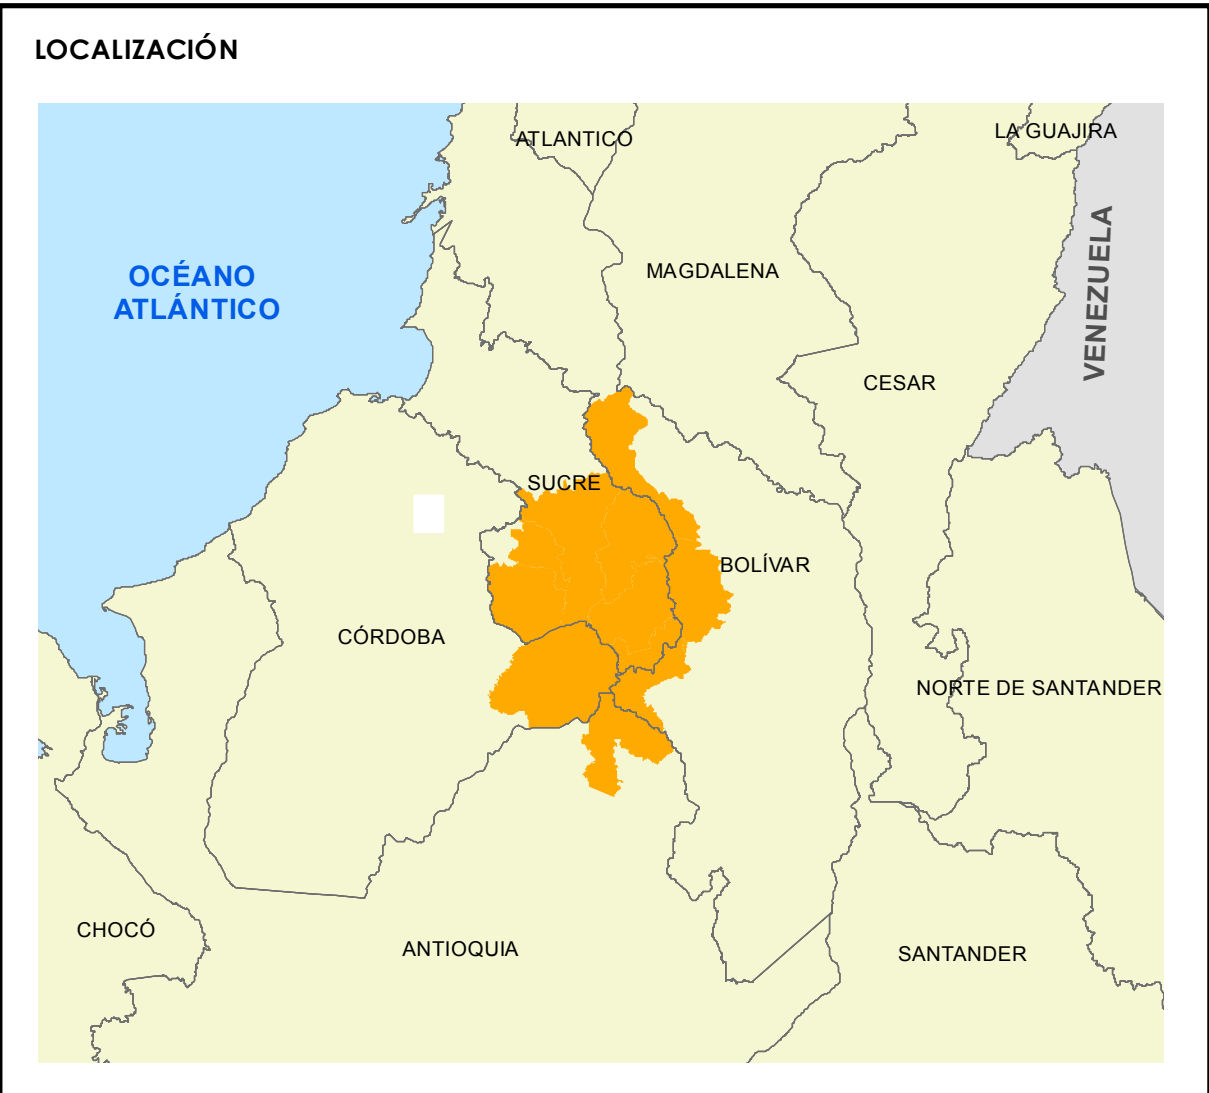 LOCALIZACIÓN
ATLANTICO
LA GUAJIRA
VENEZUELA
OCÉANO
ATLÁNTICO
MAGDALENA
CESAR
SUCRE
BOLÍVAR
CÓRDOBA
NORTE DE SANTANDER
CHOCÓ
ANTIOQUIA
SANTANDER